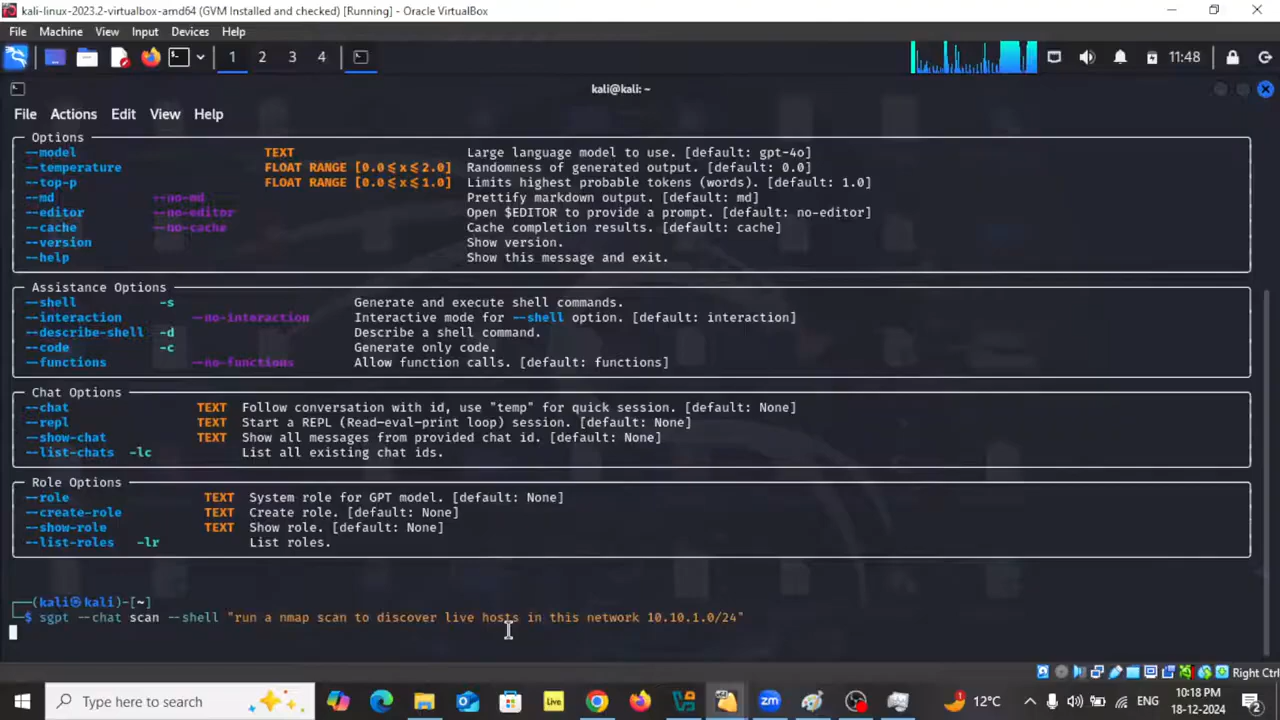 kali-linux-2023.2-virtualbox-amd64 (GVM Installed and checked) [Running] - Oracle VirtualBox
File Machine View Input Devices Help
1 2 3 4 11:48
kali@kali: ~
File Actions Edit View Help
Options
--model TEXT Large language model to use. [default: gpt-4o]
--temperature FLOAT RANGE [0.0≤x≤2.0] Randomness of generated output. [default: 0.0]
--top-p FLOAT RANGE [0.0≤x≤1.0] Limits highest probable tokens (words). [default: 1.0]
--md --no-md Prettify markdown output. [default: md]
--editor --no-editor Open $EDITOR to provide a prompt. [default: no-editor]
--cache --no-cache Cache completion results. [default: cache]
--version Show version.
--help Show this message and exit.
Assistance Options
--shell -s Generate and execute shell commands.
--interaction --no-interaction Interactive mode for --shell option. [default: interaction]
--describe-shell -d Describe a shell command.
--code -c Generate only code.
--functions --no-functions Allow function calls. [default: functions]
Chat Options
--chat TEXT Follow conversation with id, use "temp" for quick session. [default: None]
--repl TEXT Start a REPL (Read–eval–print loop) session. [default: None]
--show-chat TEXT Show all messages from provided chat id. [default: None]
--list-chats -lc List all existing chat ids.
Role Options
--role TEXT System role for GPT model. [default: None]
--create-role TEXT Create role. [default: None]
--show-role TEXT Show role. [default: None]
--list-roles -lr List roles.
(kali㉿kali)-[~]
$ sgpt --chat scan --shell "run a nmap scan to discover live hosts in this network 10.10.1.0/24"
Right Ctrl
Type here to search Live 12°C ENG 10:18 PM
18-12-2024 2